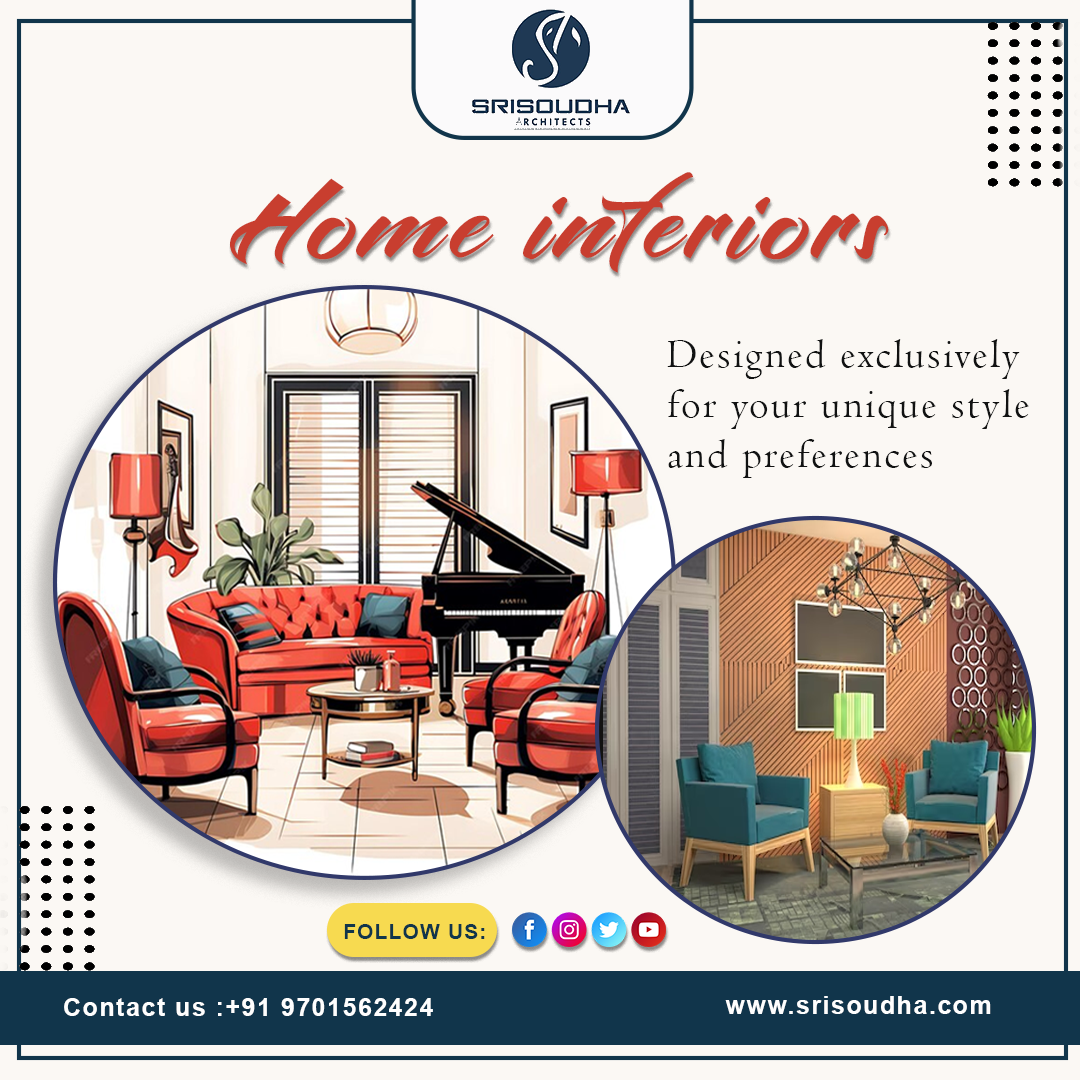 SRISOUDHA
ARCHITECTS
Home interiors
Designed exclusively
for your unique style
and preferences
FOLLOW US:
Contact us :+91 9701562424
www.srisoudha.com